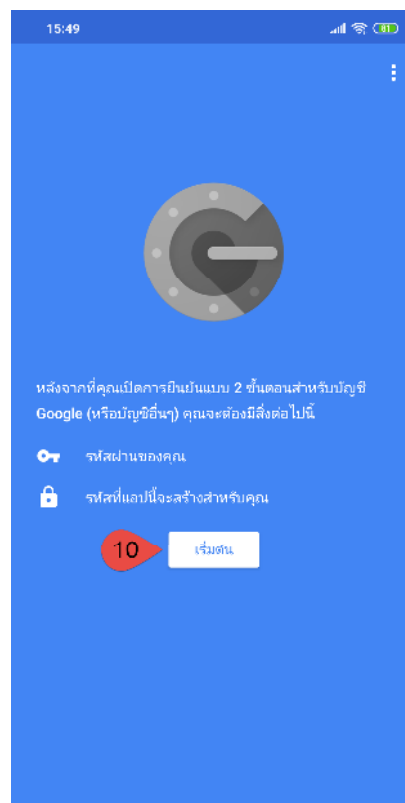 15:49
81
หลังจากที่คุณเปิดการยืนยันแบบ 2 ขั้นตอนสำหรับบัญชี
Google (หรือบัญชีอื่นๆ) คุณจะต้องมีสิ่งต่อไปนี้
รหัสผ่านของคุณ
รหัสที่แอปนี้จะสร้างสำหรับคุณ
10
เริ่มต้น